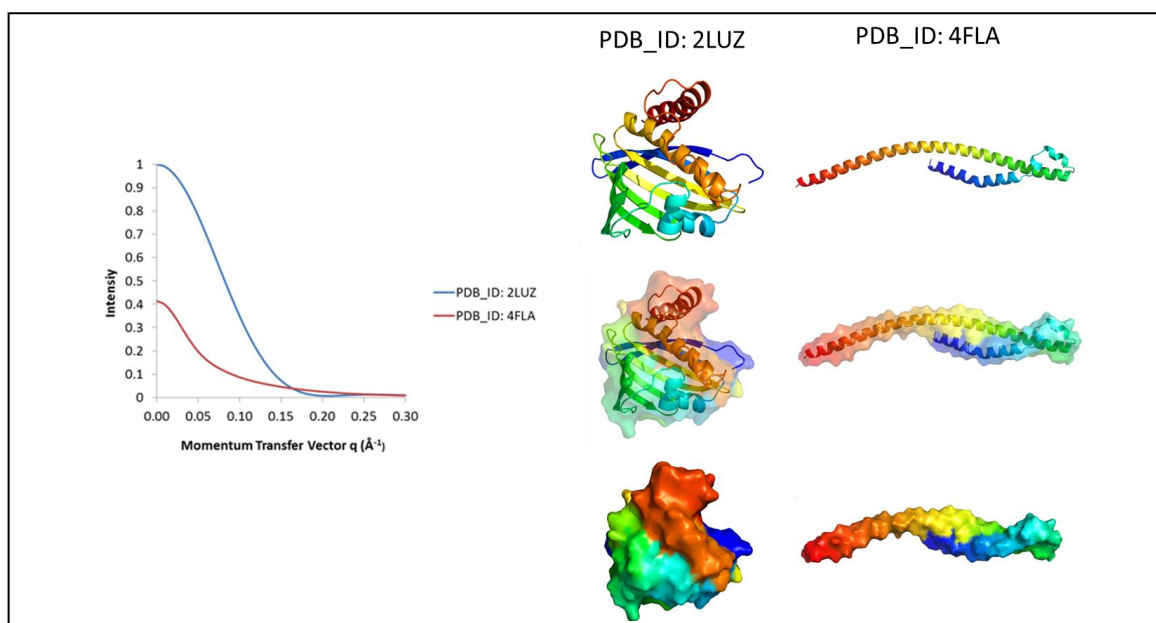 PDB_ID: 2LUZ
PDB_ID: 4FLA
1
0.9
0.8
0.7
0.6
0.5
0.4
0.3
0.2
0.1
0
Intensiy
0.00 0.05 0.10 0.15 0.20 0.25 0.30
Momentum Transfer Vector q (Å⁻¹)
PDB_ID: 2LUZ
PDB_ID: 4FLA